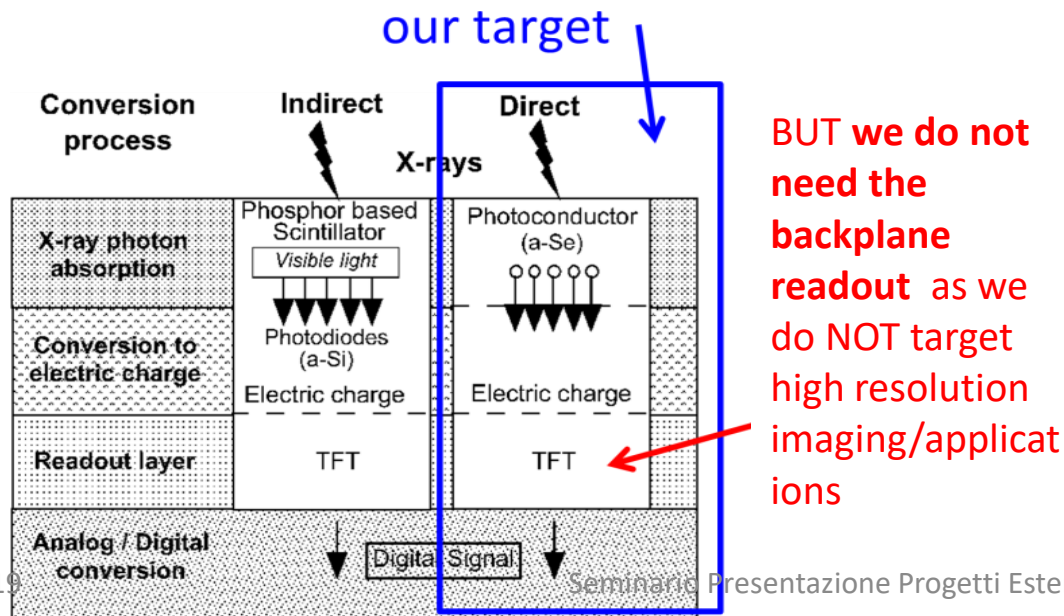 our target
Conversion
process
Indirect
Direct
X-rays
X-ray photon
absorption
Phosphor based
Scintillator
Visible light
Photoconductor
(a-Se)
Conversion to
electric charge
Photodiodes
(a-Si)
Electric charge
Electric charge
Readout layer
TFT
TFT
Analog / Digital
conversion
Digital Signal
BUT we do not
need the
backplane
readout as we
do NOT target
high resolution
imaging/applicat
ions
19
Seminario Presentazione Progetti Este